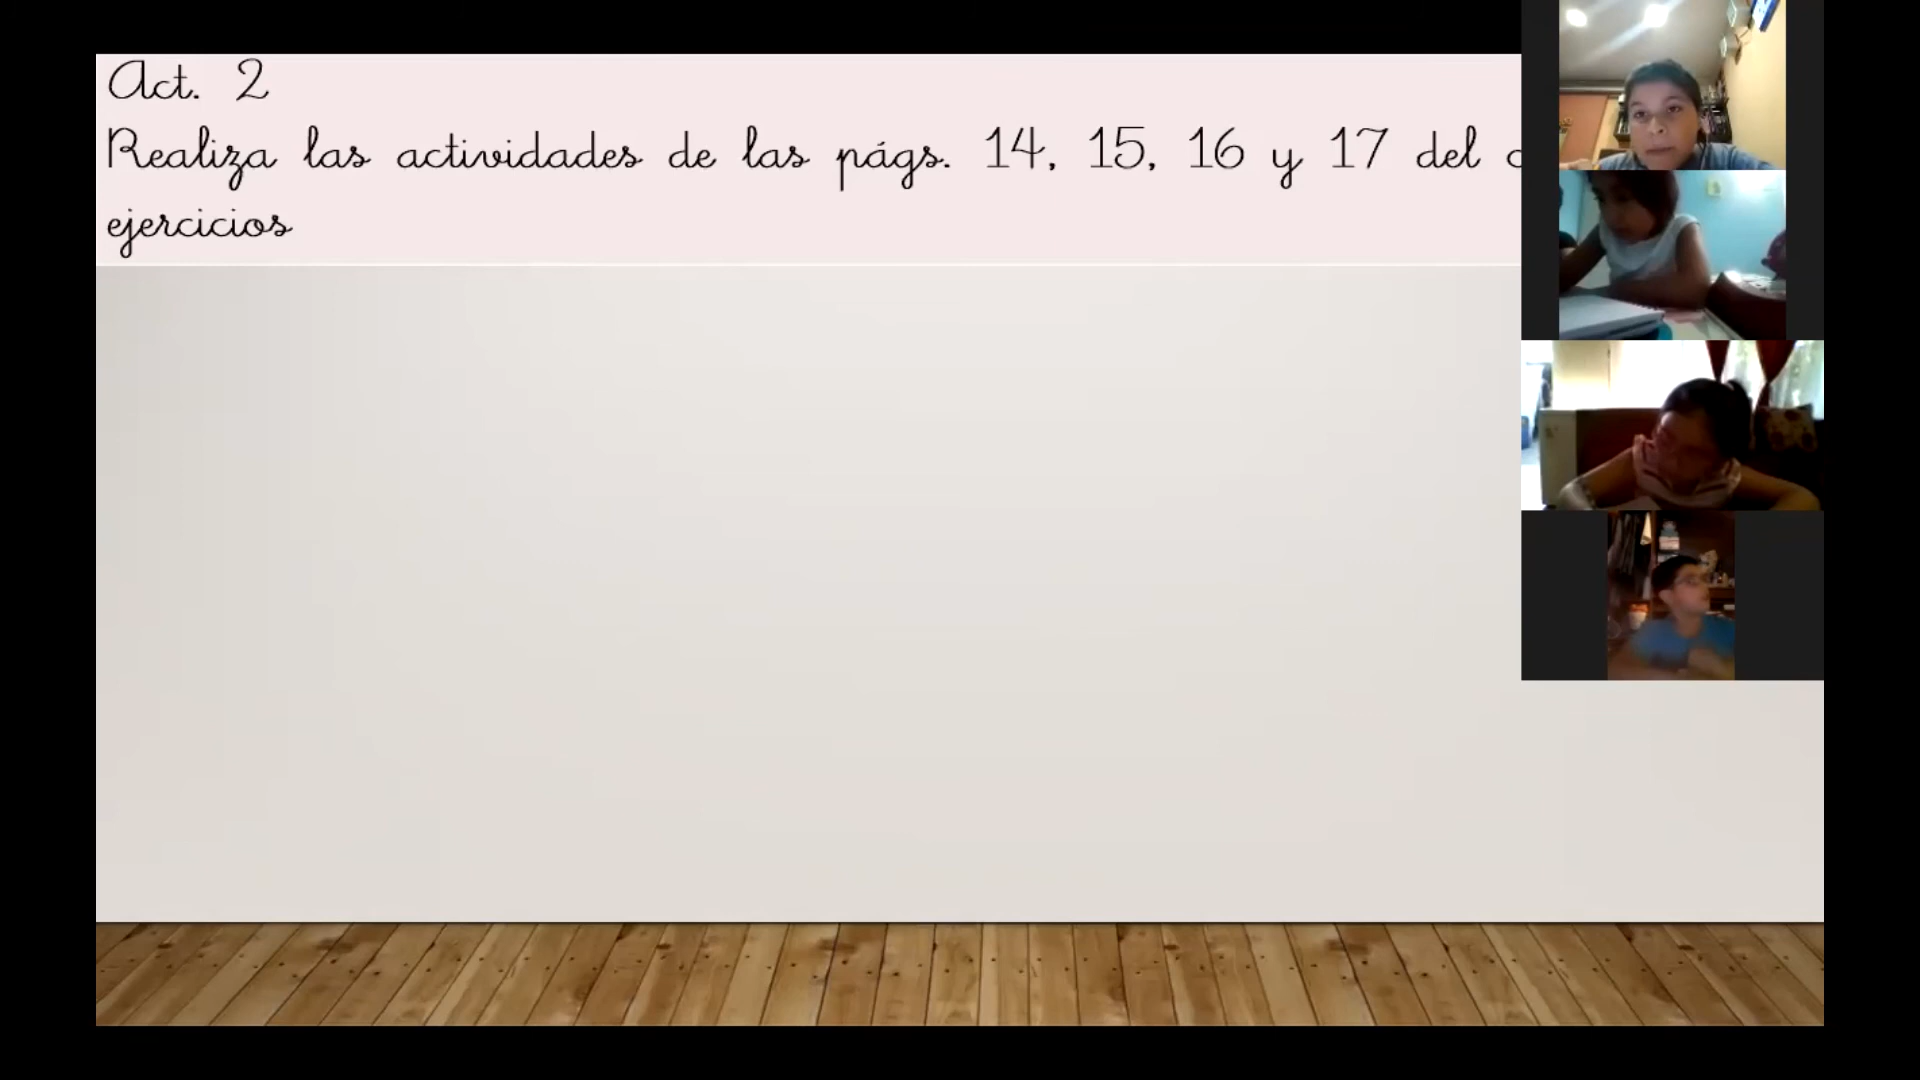 Act. 2
Realiza las actividades de las págs. 14, 15, 16 y 17 del
ejercicios